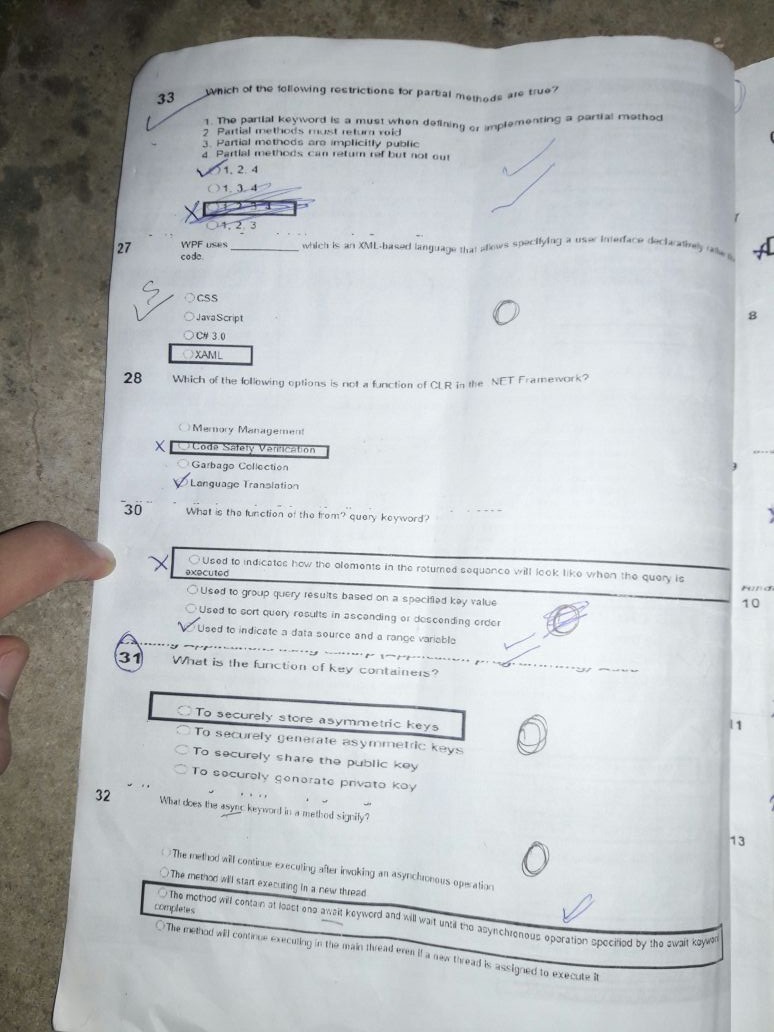 33 Which of the following restrictions for partial methods are true?
1. The partial keyword is a must when defining or implementing a partial method
2 Partial methods must return void
3. Partial methods are implicitly public
4. Partial methods can return ref but not out
1. 2. 4
1. 3. 4
1. 2. 3
27 WPF uses __________ which is an XML-based language that allows specifying a user interface declaratively
code.
CSS
JavaScript
C# 3.0
XAML
28 Which of the following options is not a function of CLR in the NET Framework?
Memory Management
X Code Safety Verification
Garbage Collection
Language Translation
30 What is the function of the from? query keyword?
X Used to indicates how the elements in the returned sequence will look like when the query is
executed
Used to group query results based on a specified key value
Used to sort query results in ascending or descending order
Used to indicate a data source and a range variable
31 What is the function of key containers?
To securely store asymmetric keys
To securely generate asymmetric keys
To securely share the public key
To securely generate private key
32 What does the async keyword in a method signify?
The method will continue executing after invoking an asynchronous operation
The method will start executing in a new thread
The method will contain at least one await keyword and will wait until the asynchronous operation specified by the await keyword
completes
The method will continue executing in the main thread even if a new thread is assigned to execute it
8
10
11
13